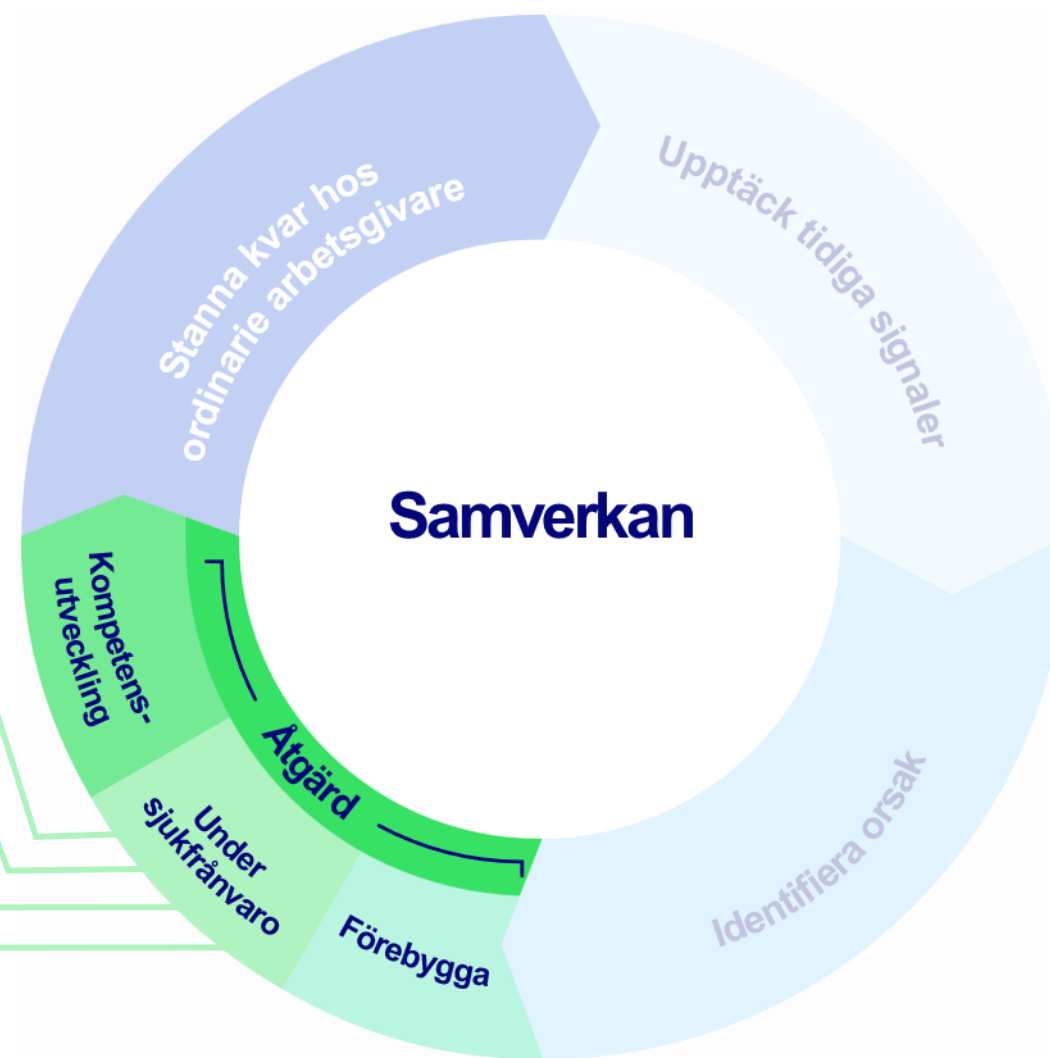 Stanna kvar hos
ordinarie arbetsgivare
Upptäck tidiga signaler
Samverkan
Kompetens-
utveckling
Åtgärd
Under
sjukfrånvaro
Förebygga
Identifiera orsak